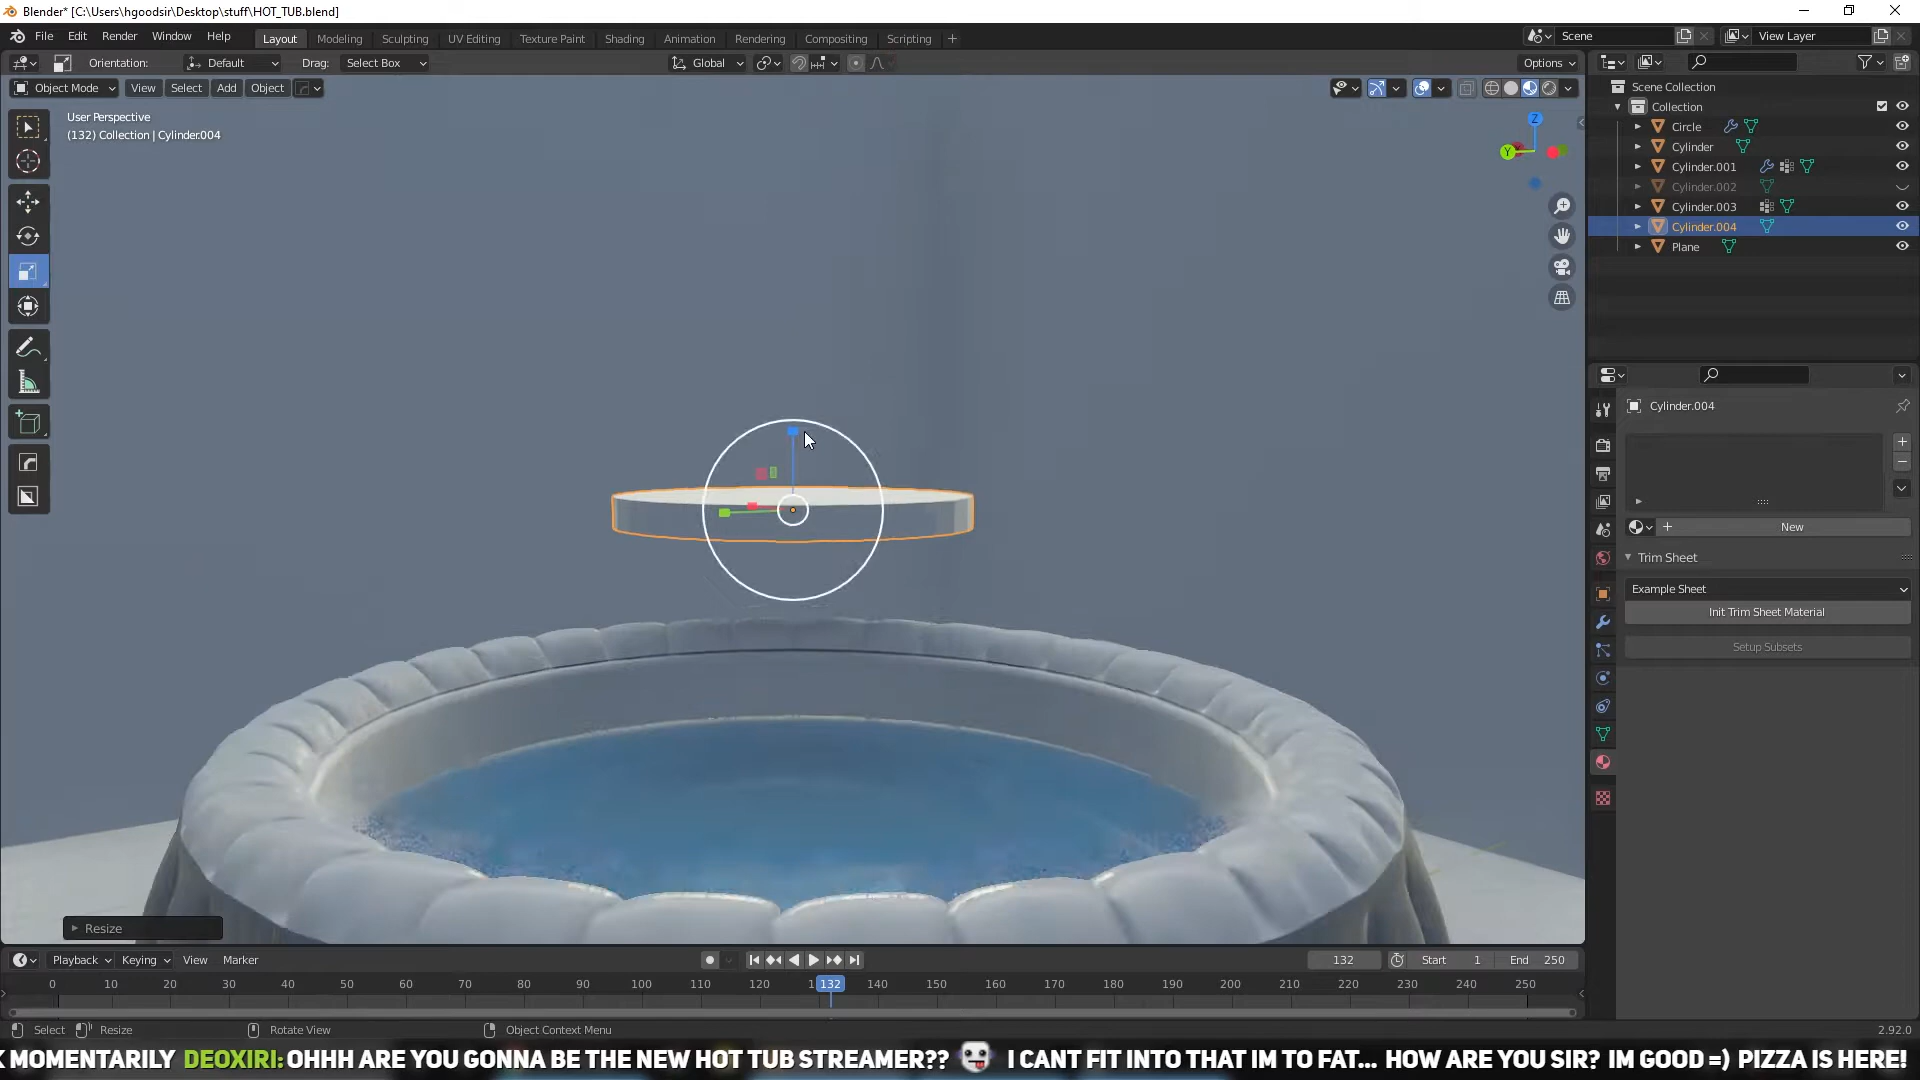 Blender* [C:\Users\hgoodsir\Desktop\stuff\HOT_TUB.blend]
File Edit Render Window Help Layout Modeling Sculpting UV Editing Texture Paint Shading Animation Rendering Compositing Scripting + Scene View Layer
Orientation: Default Drag: Select Box Global Options
Object Mode View Select Add Object
User Perspective
(132) Collection | Cylinder.004
Z
Y
Scene Collection
Collection
Circle
Cylinder
Cylinder.001
Cylinder.002
Cylinder.003
Cylinder.004
Plane
Cylinder.004
New
Trim Sheet
Example Sheet
Init Trim Sheet Material
Setup Subsets
Resize
Playback Keying View Marker 132 Start 1 End 250
0 10 20 30 40 50 60 70 80 90 100 110 120 132 140 150 160 170 180 190 200 210 220 230 240 250
Select Resize Rotate View Object Context Menu 2.92.0
K MOMENTARILY DEOXIRI: OHHH ARE YOU GONNA BE THE NEW HOT TUB STREAMER?? I CANT FIT INTO THAT IM TO FAT... HOW ARE YOU SIR? IM GOOD =) PIZZA IS HERE!